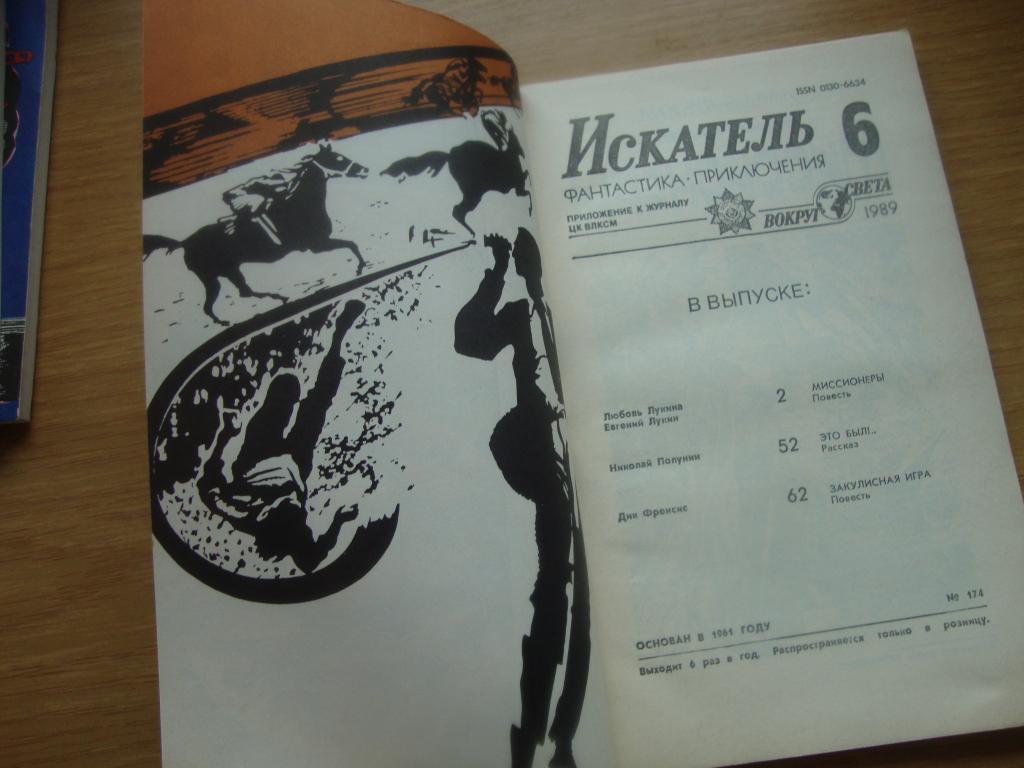 ISSN 0130-6634
ИСКАТЕЛЬ 6
ФАНТАСТИКА · ПРИКЛЮЧЕНИЯ
ПРИЛОЖЕНИЕ К ЖУРНАЛУ
ЦК ВЛКСМ
ВОКРУГ СВЕТА
1989
В ВЫПУСКЕ:
Любовь Лукина
Евгений Лукин
2 МИССИОНЕРЫ
Повесть
Николай Полунин
52 ЭТО БЫЛ!..
Рассказ
Дик Френсис
62 ЗАКУЛИСНАЯ ИГРА
Повесть
№ 174
ОСНОВАН В 1961 ГОДУ
Выходит 6 раз в год. Распространяется только в розницу.